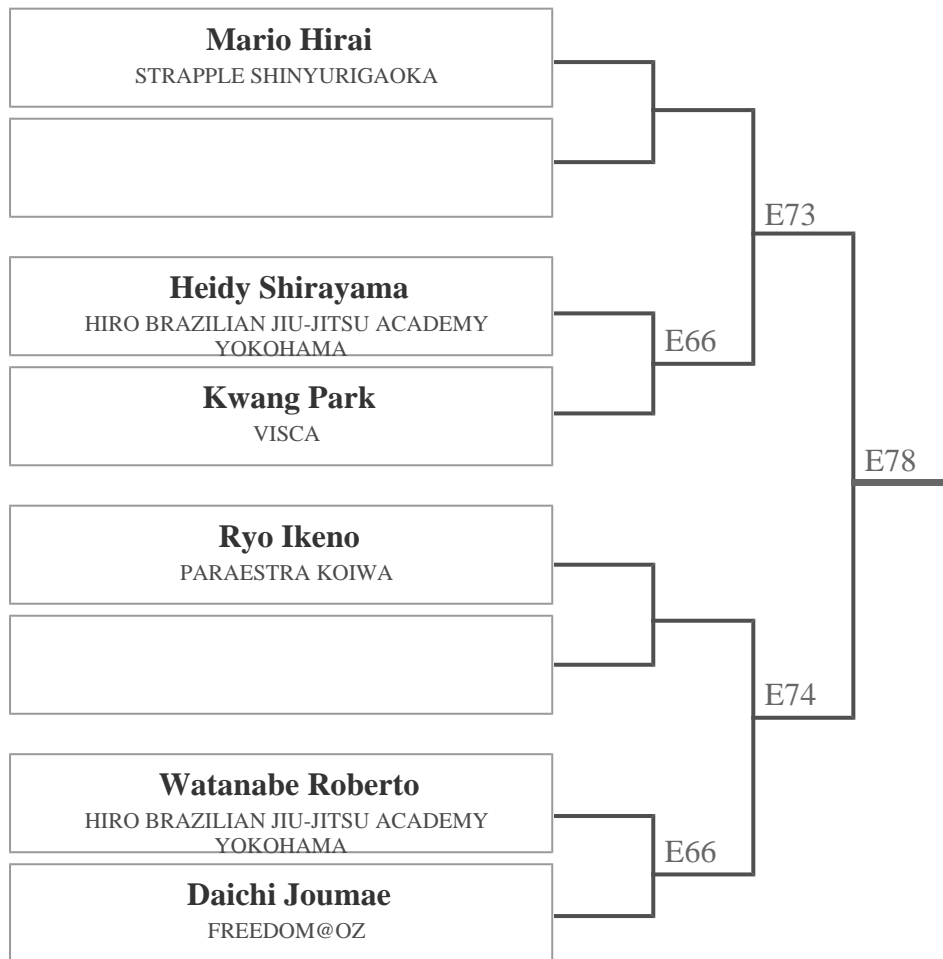 Mario Hirai
STRAPPLE SHINYURIGAOKA
E73
Heidy Shirayama
HIRO BRAZILIAN JIU-JITSU ACADEMY
YOKOHAMA
E66
Kwang Park
VISCA
E78
Ryo Ikeno
PARAESTRA KOIWA
E74
Watanabe Roberto
HIRO BRAZILIAN JIU-JITSU ACADEMY
YOKOHAMA
E66
Daichi Joumae
FREEDOM@OZ